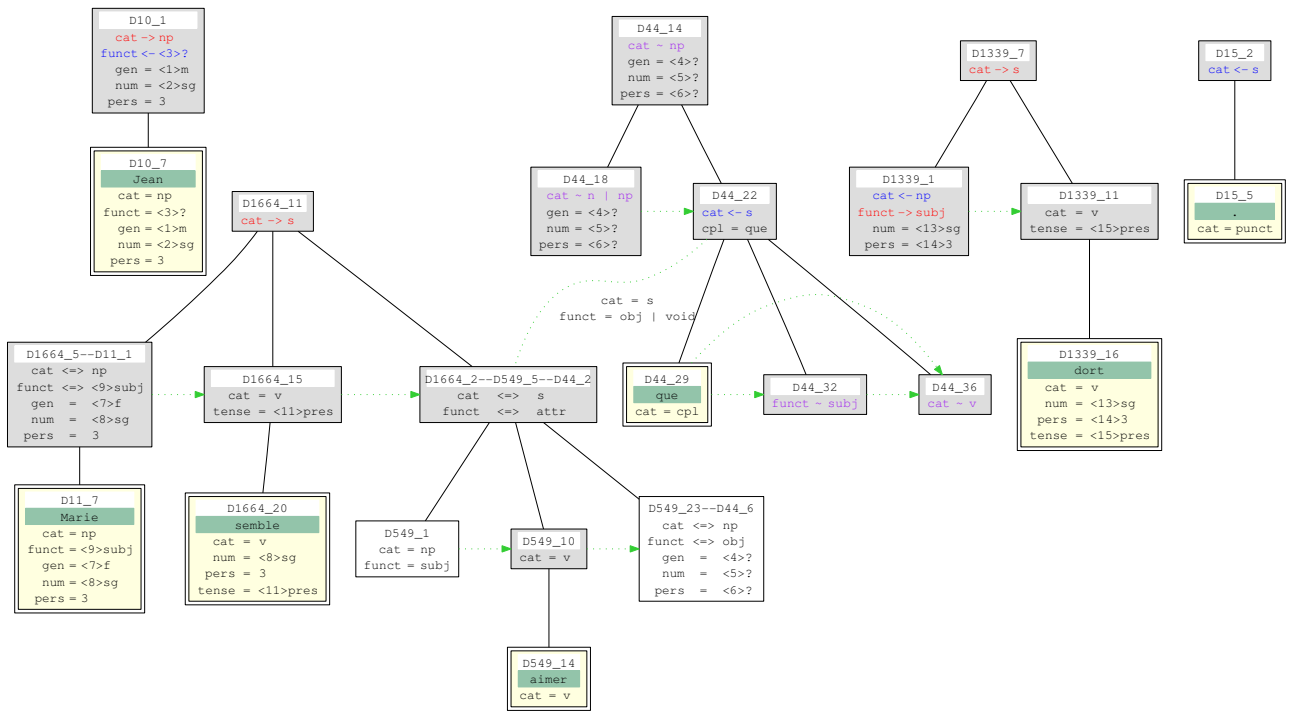 D10_1
cat -> np
funct <- <3>?
gen = <1>m
num = <2>sg
pers = 3
D10_7
Jean
cat = np
funct = <3>?
gen = <1>m
num = <2>sg
pers = 3
D1664_11
cat -> s
D1664_5--D11_1
cat <=> np
funct <=> <9>subj
gen = <7>f
num = <8>sg
pers = 3
D11_7
Marie
cat = np
funct = <9>subj
gen = <7>f
num = <8>sg
pers = 3
D1664_15
cat = v
tense = <11>pres
D1664_20
semble
cat = v
num = <8>sg
pers = 3
tense = <11>pres
D1664_2--D549_5--D44_2
cat <=> s
funct <=> attr
D549_1
cat = np
funct = subj
D549_10
cat = v
D549_14
aimer
cat = v
D549_23--D44_6
cat <=> np
funct <=> obj
gen = <4>?
num = <5>?
pers = <6>?
D44_14
cat ~ np
gen = <4>?
num = <5>?
pers = <6>?
D44_18
cat ~ n | np
gen = <4>?
num = <5>?
pers = <6>?
D44_22
cat <- s
cpl = que
cat = s
funct = obj | void
D44_29
que
cat = cpl
D44_32
funct ~ subj
D44_36
cat ~ v
D1339_7
cat -> s
D1339_1
cat <- np
funct -> subj
num = <13>sg
pers = <14>3
D1339_11
cat = v
tense = <15>pres
D1339_16
dort
cat = v
num = <13>sg
pers = <14>3
tense = <15>pres
D15_2
cat <- s
D15_5
.
cat = punct